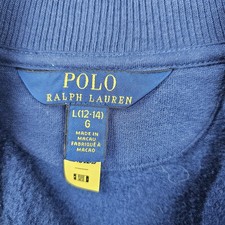 POLO
RALPH LAUREN
L(12-14)
G
MADE IN
MACAU
FABRIQUÉ À
MACAO